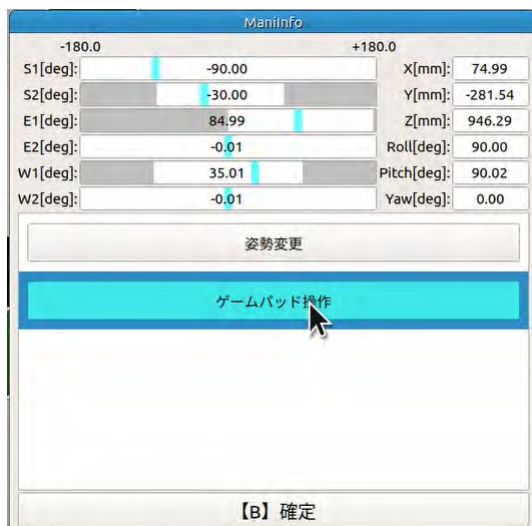 ManiInfo
-180.0 +180.0
S1[deg]: -90.00 X[mm]: 74.99
S2[deg]: -30.00 Y[mm]: -281.54
E1[deg]: 84.99 Z[mm]: 946.29
E2[deg]: -0.01 Roll[deg]: 90.00
W1[deg]: 35.01 Pitch[deg]: 90.02
W2[deg]: -0.01 Yaw[deg]: 0.00
姿勢変更
ゲームパッド操作
【B】確定